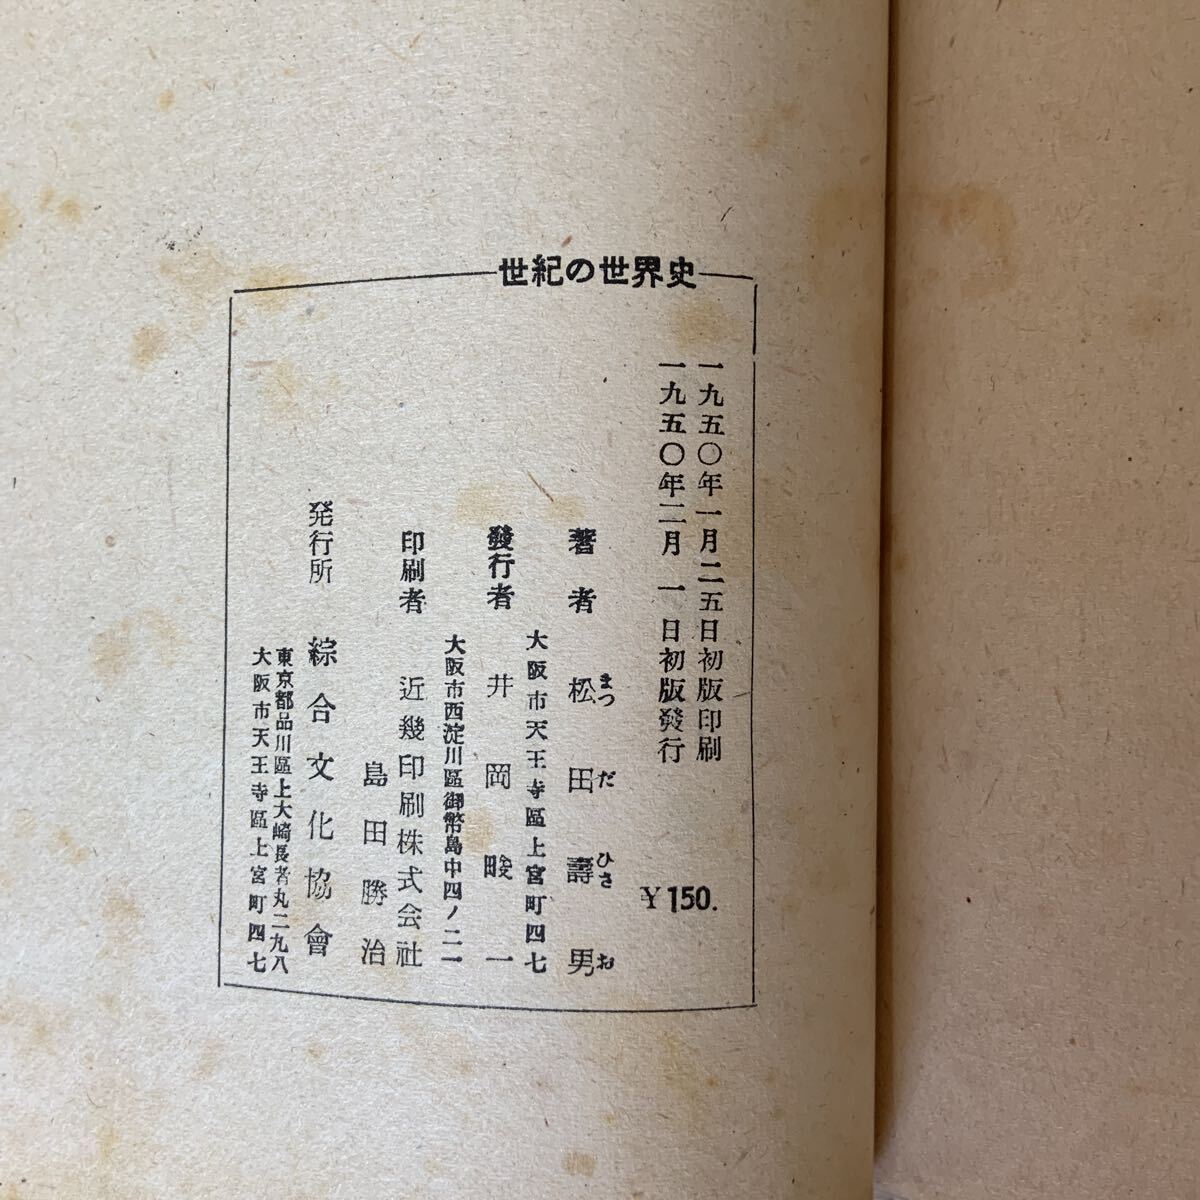 世紀の世界史
一九五〇年一月二五日初版印刷
一九五〇年二月一日初版發行
¥150.
著者 松田壽男
まつだひさお
大阪市天王寺區上宮町四七
發行者 井岡畯一
大阪市西淀川區御幣島中四ノ二一
印刷者 近幾印刷株式会社
島田勝治
発行所 綜合文化協會
東京都品川區上大崎長者丸二九八
大阪市天王寺區上宮町四七